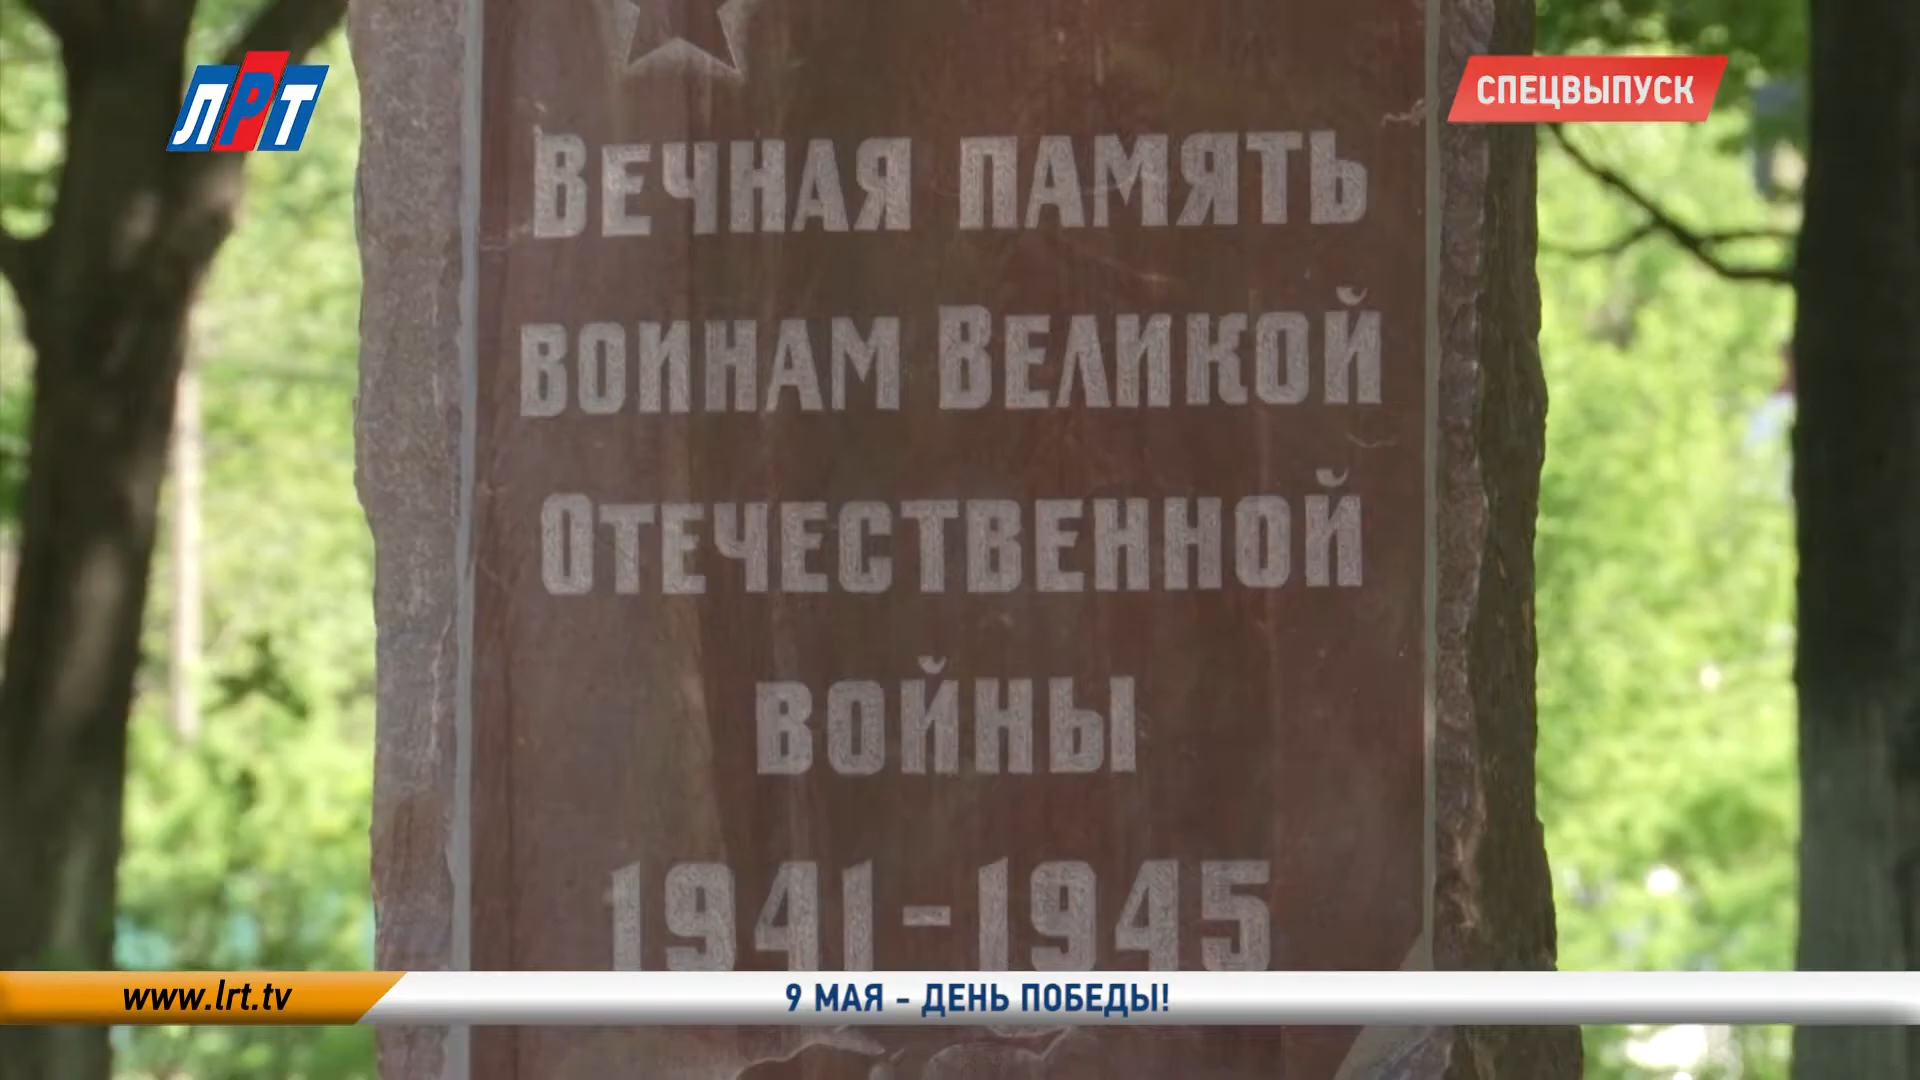 ЛРТ
СПЕЦВЫПУСК
ВЕЧНАЯ ПАМЯТЬ
ВОИНАМ ВЕЛИКОЙ
ОТЕЧЕСТВЕННОЙ
ВОЙНЫ
1941-1945
www.lrt.tv
9 МАЯ - ДЕНЬ ПОБЕДЫ!